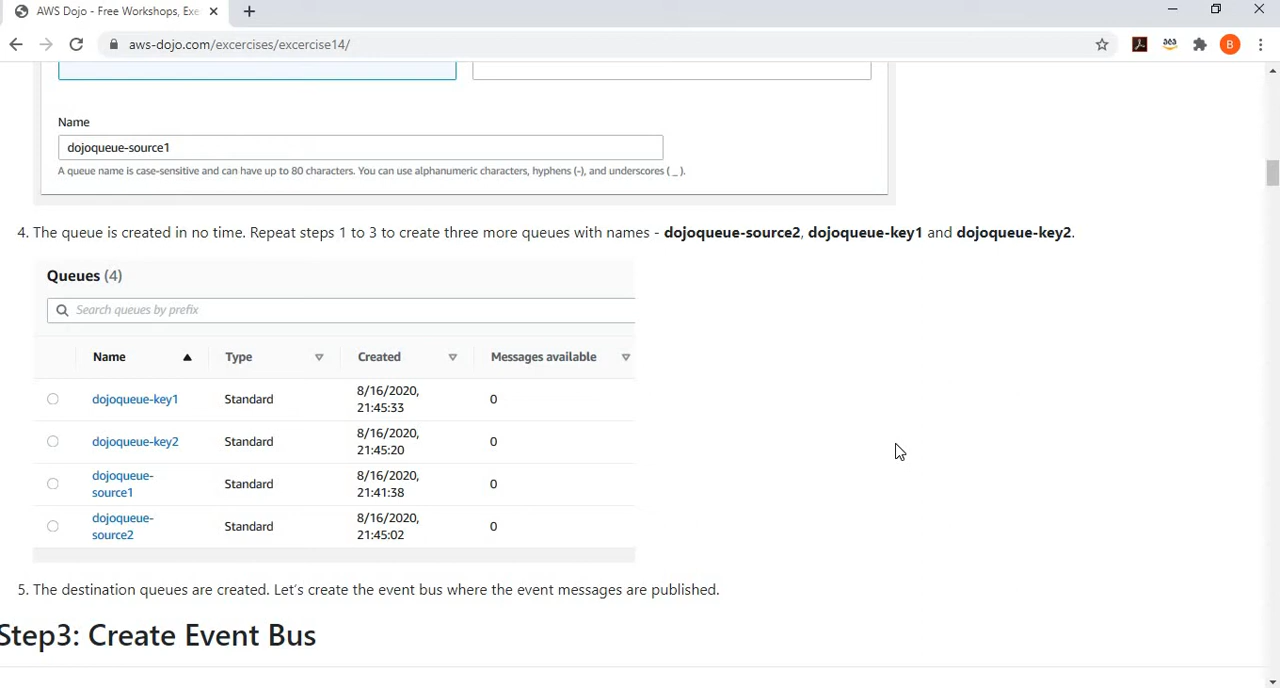 AWS Dojo - Free Workshops, Exe
aws-dojo.com/excercises/excercise14/
B
Name
dojoqueue-source1
A queue name is case-sensitive and can have up to 80 characters. You can use alphanumeric characters, hyphens (-), and underscores ( _ ).
4. The queue is created in no time. Repeat steps 1 to 3 to create three more queues with names - dojoqueue-source2, dojoqueue-key1 and dojoqueue-key2.
Queues (4)
Search queues by prefix
Name Type Created Messages available
dojoqueue-key1 Standard 8/16/2020, 21:45:33 0
dojoqueue-key2 Standard 8/16/2020, 21:45:20 0
dojoqueue-source1 Standard 8/16/2020, 21:41:38 0
dojoqueue-source2 Standard 8/16/2020, 21:45:02 0
5. The destination queues are created. Let's create the event bus where the event messages are published.
Step3: Create Event Bus